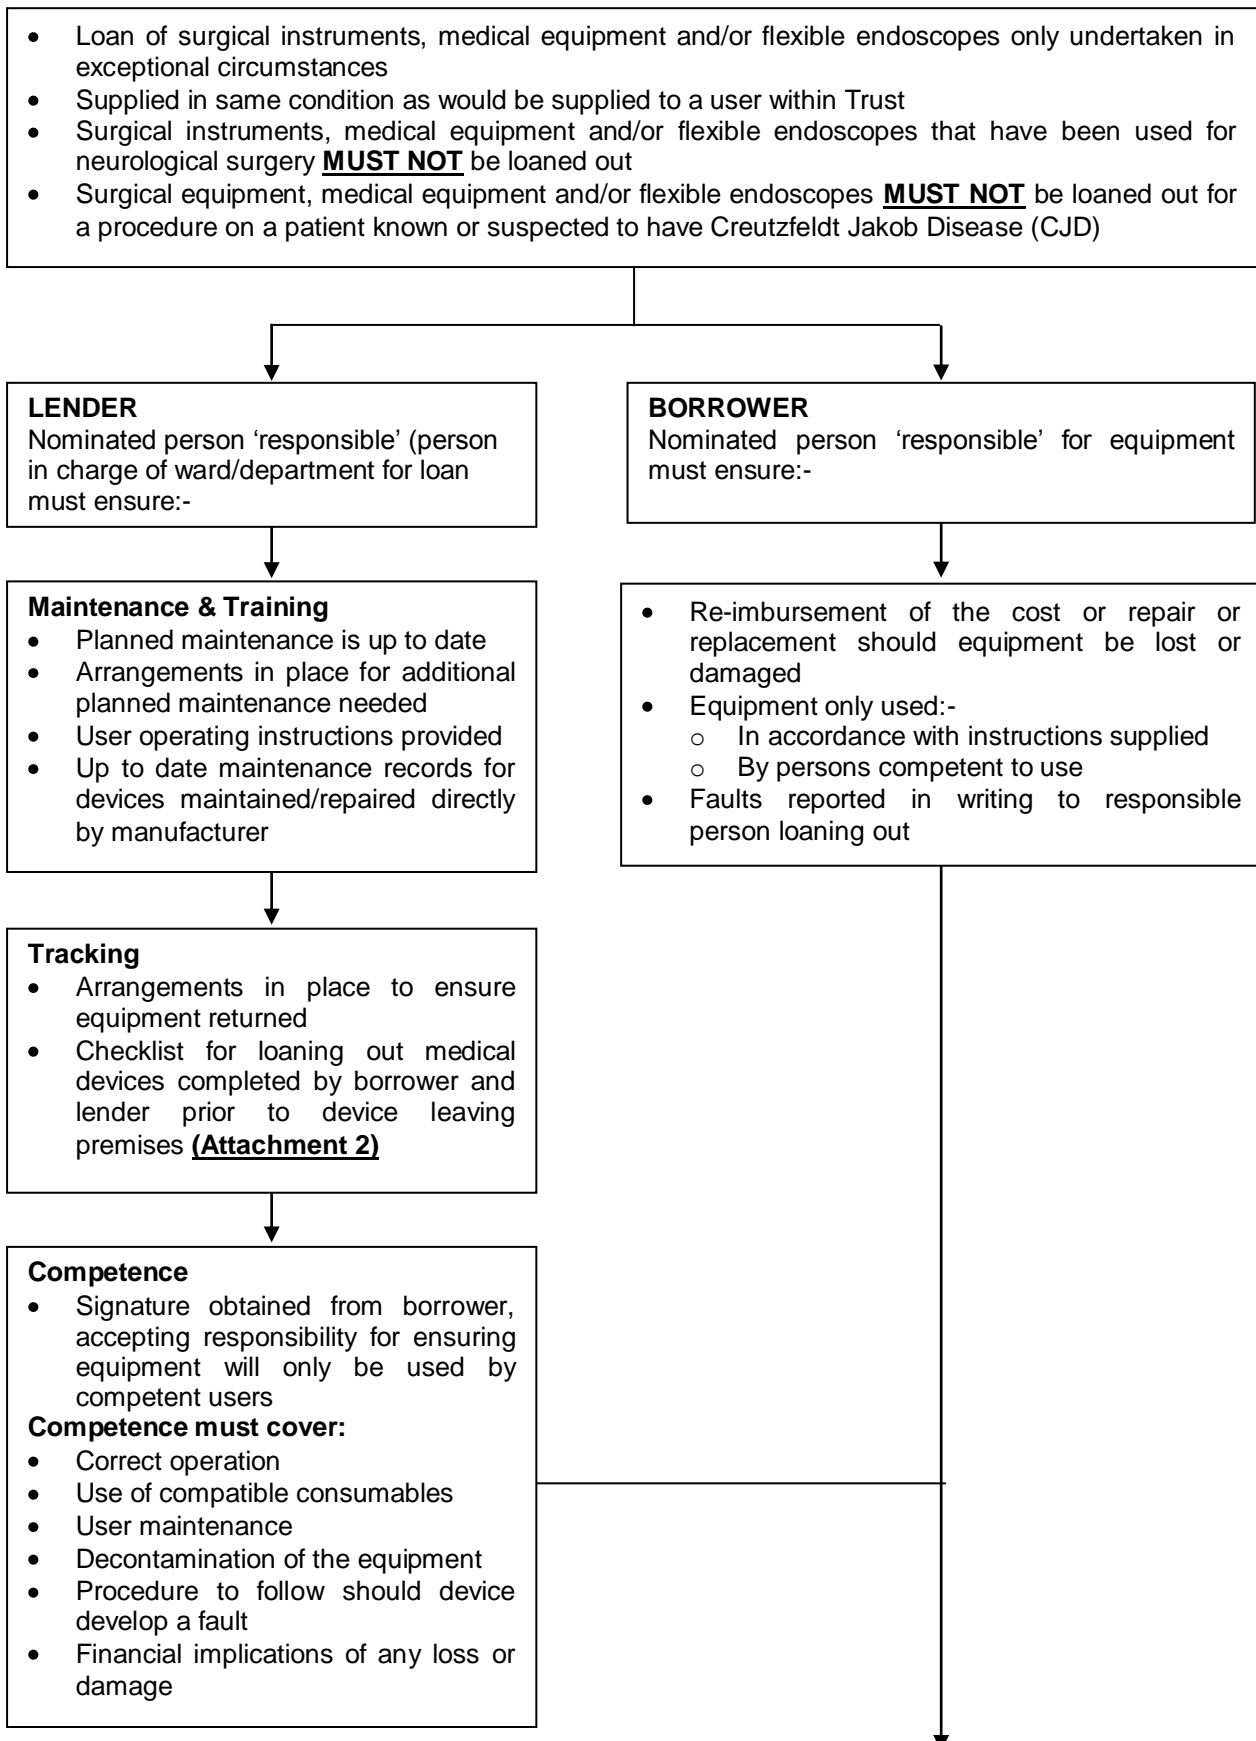 • Loan of surgical instruments, medical equipment and/or flexible endoscopes only undertaken in
exceptional circumstances
• Supplied in same condition as would be supplied to a user within Trust
• Surgical instruments, medical equipment and/or flexible endoscopes that have been used for
neurological surgery MUST NOT be loaned out
• Surgical equipment, medical equipment and/or flexible endoscopes MUST NOT be loaned out for
a procedure on a patient known or suspected to have Creutzfeldt Jakob Disease (CJD)
LENDER
Nominated person ‘responsible’ (person
in charge of ward/department for loan
must ensure:-
Maintenance & Training
• Planned maintenance is up to date
• Arrangements in place for additional
planned maintenance needed
• User operating instructions provided
• Up to date maintenance records for
devices maintained/repaired directly
by manufacturer
Tracking
• Arrangements in place to ensure
equipment returned
• Checklist for loaning out medical
devices completed by borrower and
lender prior to device leaving
premises (Attachment 2)
Competence
• Signature obtained from borrower,
accepting responsibility for ensuring
equipment will only be used by
competent users
Competence must cover:
• Correct operation
• Use of compatible consumables
• User maintenance
• Decontamination of the equipment
• Procedure to follow should device
develop a fault
• Financial implications of any loss or
damage
BORROWER
Nominated person ‘responsible’ for equipment
must ensure:-
• Re-imbursement of the cost or repair or
replacement should equipment be lost or
damaged
• Equipment only used:-
o In accordance with instructions supplied
o By persons competent to use
• Faults reported in writing to responsible
person loaning out